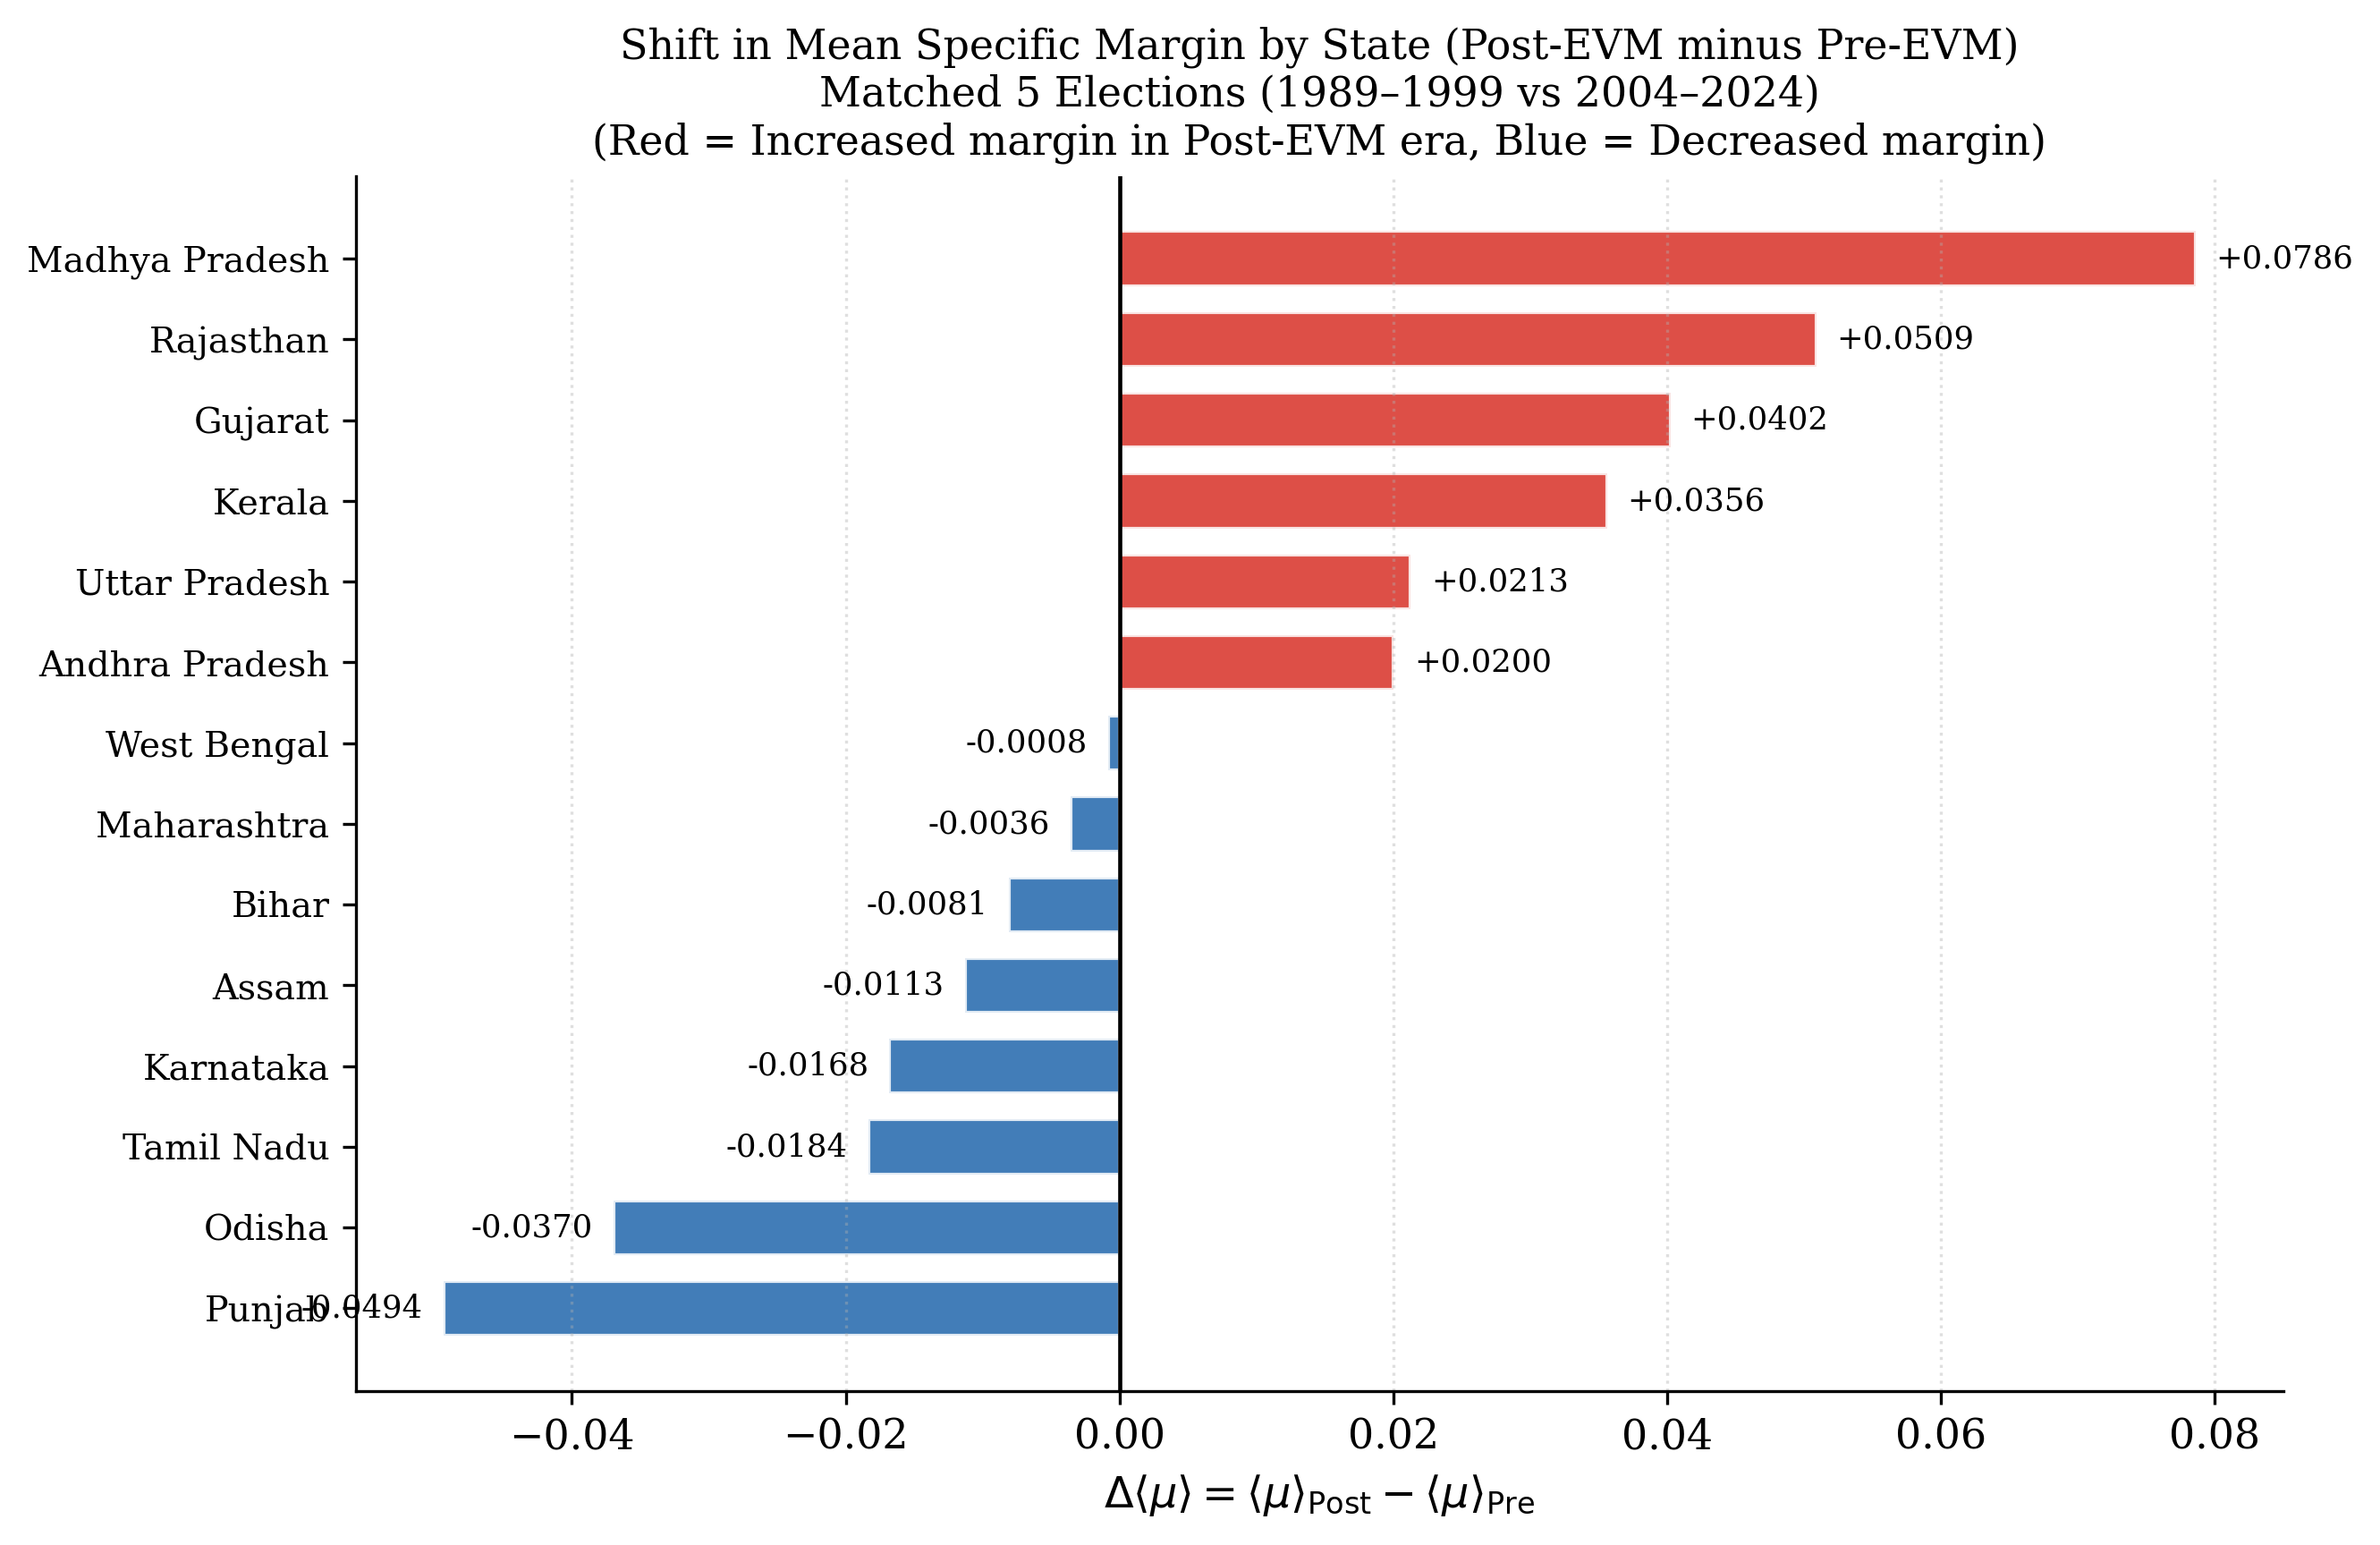 Shift in Mean Specific Margin by State (Post-EVM minus Pre-EVM)
Matched 5 Elections (1989–1999 vs 2004–2024)
(Red = Increased margin in Post-EVM era, Blue = Decreased margin)
Madhya Pradesh +0.0786
Rajasthan +0.0509
Gujarat +0.0402
Kerala +0.0356
Uttar Pradesh +0.0213
Andhra Pradesh +0.0200
West Bengal -0.0008
Maharashtra -0.0036
Bihar -0.0081
Assam -0.0113
Karnataka -0.0168
Tamil Nadu -0.0184
Odisha -0.0370
Punjab -0.0494
−0.04 −0.02 0.00 0.02 0.04 0.06 0.08
Δ⟨μ⟩ = ⟨μ⟩Post − ⟨μ⟩Pre